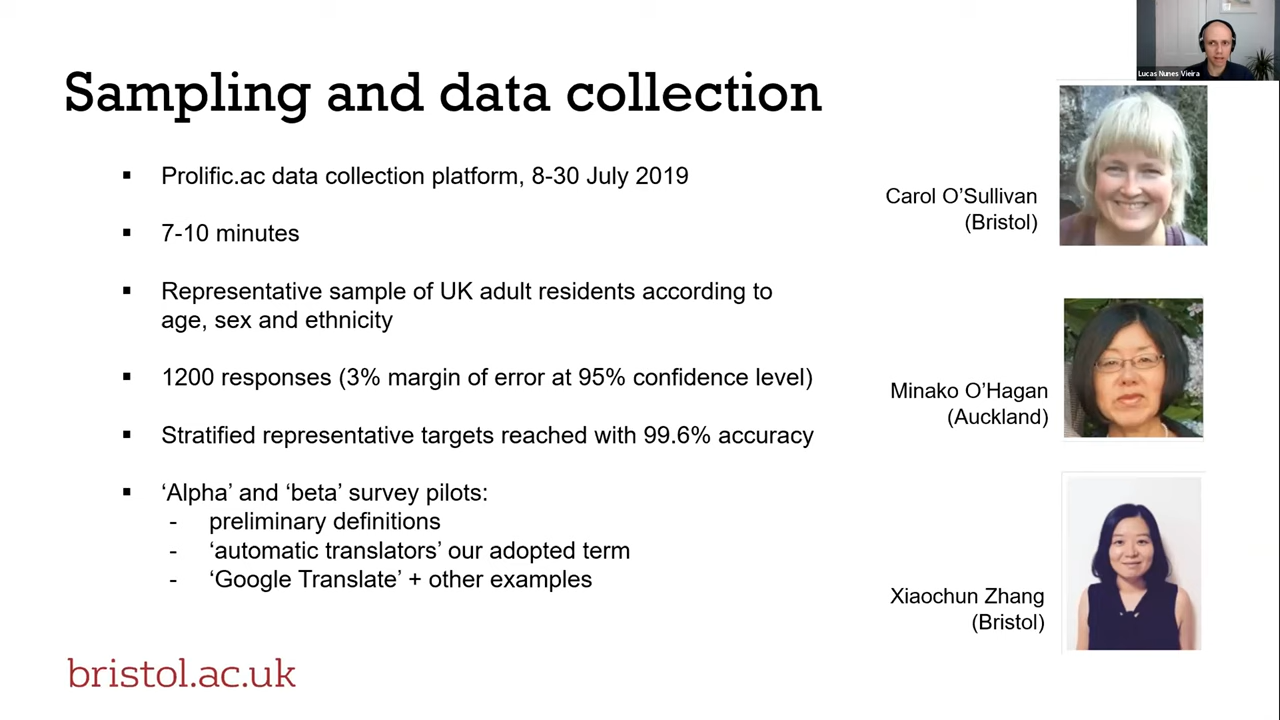 Lucas Nunes Vieira
Sampling and data collection
▪ Prolific.ac data collection platform, 8-30 July 2019
▪ 7-10 minutes
▪ Representative sample of UK adult residents according to
age, sex and ethnicity
▪ 1200 responses (3% margin of error at 95% confidence level)
▪ Stratified representative targets reached with 99.6% accuracy
▪ ‘Alpha’ and ‘beta’ survey pilots:
- preliminary definitions
- ‘automatic translators’ our adopted term
- ‘Google Translate’ + other examples
Carol O’Sullivan
(Bristol)
Minako O’Hagan
(Auckland)
Xiaochun Zhang
(Bristol)
bristol.ac.uk